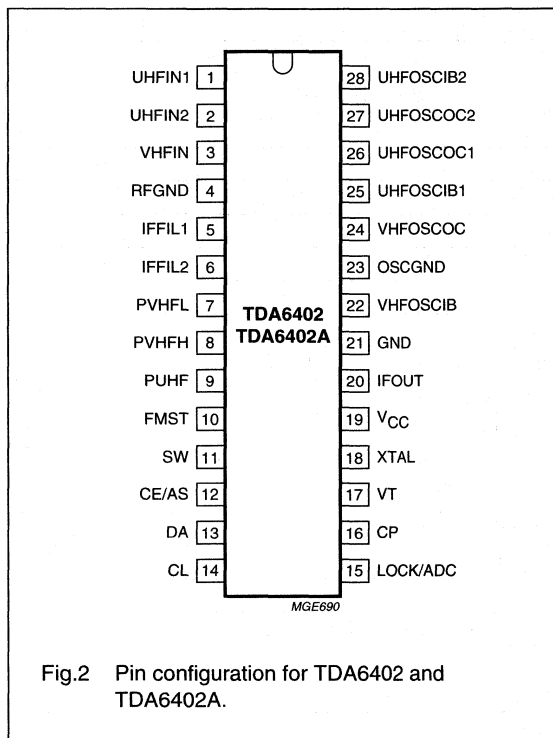 UHFIN1 1 28 UHFOSCIB2
UHFIN2 2 27 UHFOSCOC2
VHFIN 3 26 UHFOSCOC1
RFGND 4 25 UHFOSCIB1
IFFIL1 5 24 VHFOSCOC
IFFIL2 6 23 OSCGND
PVHFL 7 22 VHFOSCIB
TDA6402
TDA6402A
PVHFH 8 21 GND
PUHF 9 20 IFOUT
FMST 10 19 VCC
SW 11 18 XTAL
CE/AS 12 17 VT
DA 13 16 CP
CL 14 15 LOCK/ADC
MGE690
Fig.2 Pin configuration for TDA6402 and
TDA6402A.